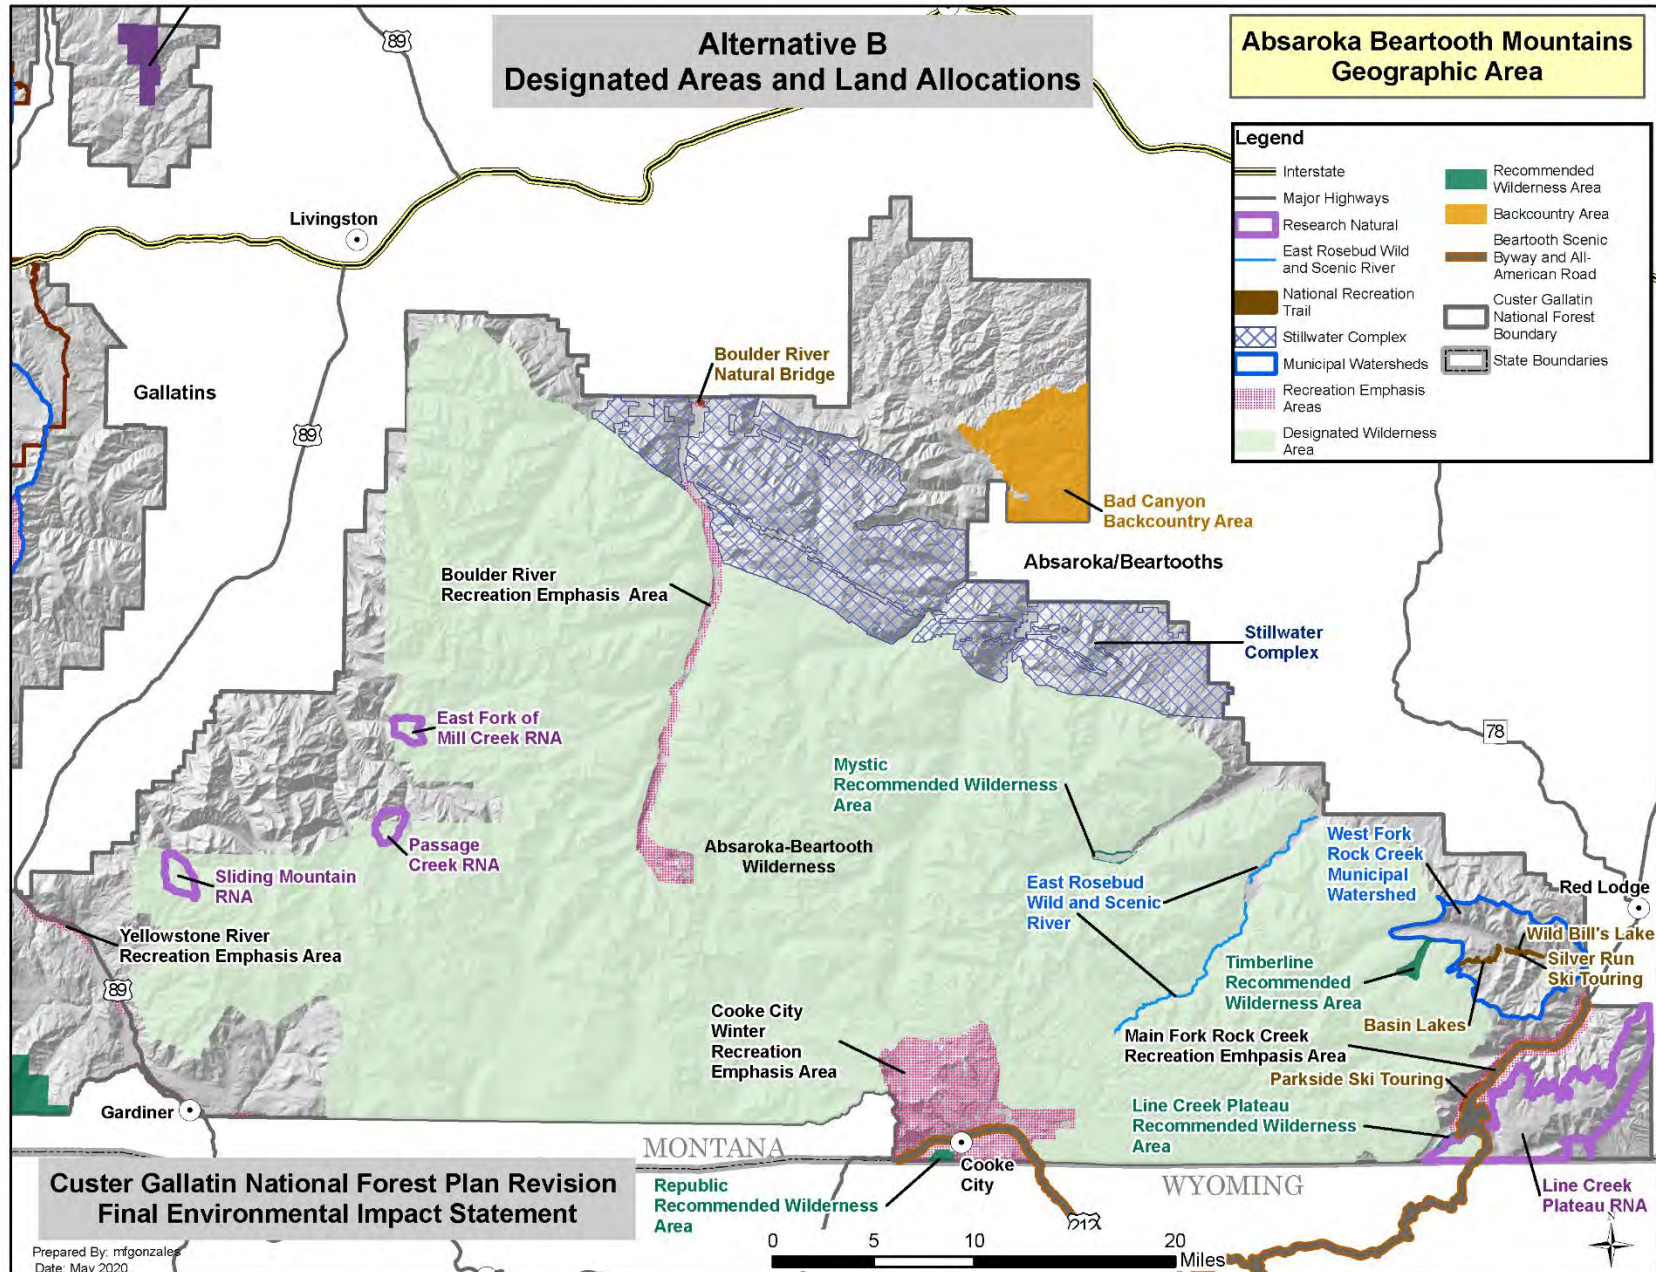 Alternative B
Designated Areas and Land Allocations
Absaroka Beartooth Mountains
Geographic Area
Legend
Interstate
Major Highways
Research Natural
East Rosebud Wild
and Scenic River
National Recreation
Trail
Stillwater Complex
Municipal Watersheds
Recreation Emphasis
Areas
Designated Wilderness
Area
Recommended
Wilderness Area
Backcountry Area
Beartooth Scenic
Byway and All-
American Road
Custer Gallatin
National Forest
Boundary
State Boundaries
89
Livingston
Gallatins
89
Boulder River
Natural Bridge
Bad Canyon
Backcountry Area
Absaroka/Beartooths
Boulder River
Recreation Emphasis Area
Stillwater
Complex
East Fork of
Mill Creek RNA
78
Mystic
Recommended Wilderness
Area
Passage
Creek RNA
Absaroka-Beartooth
Wilderness
Sliding Mountain
RNA
East Rosebud
Wild and Scenic
River
West Fork
Rock Creek
Municipal
Watershed
Red Lodge
Wild Bill's Lake
Silver Run
Ski Touring
Yellowstone River
Recreation Emphasis Area
89
Timberline
Recommended
Wilderness Area
Basin Lakes
Cooke City
Winter
Recreation
Emphasis Area
Main Fork Rock Creek
Recreation Emhpasis Area
Parkside Ski Touring
Gardiner
Line Creek Plateau
Recommended Wilderness
Area
MONTANA
Cooke
City
WYOMING
Republic
Recommended Wilderness
Area
212
Line Creek
Plateau RNA
N
Custer Gallatin National Forest Plan Revision
Final Environmental Impact Statement
0 5 10 20
Miles
Prepared By: mfgonzales
Date: May 2020